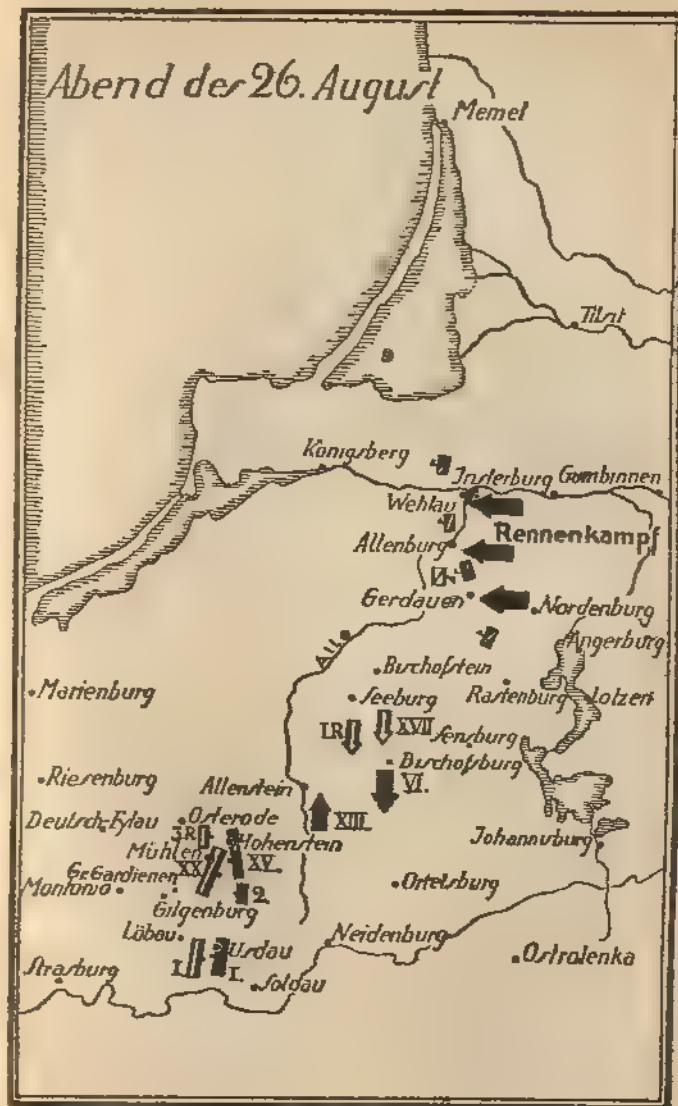 Abend des 26. August
Memel
Tilsit
Königsberg
Insterburg Gumbinnen
Wehlau
Rennenkampf
Allenburg
Gerdauen
Nordenburg
Angerburg
Alle
Bischofstein
Marienburg
Seeburg
Rastenburg Lötzen
I.R XVII
Sensburg
Bischofsburg
Riesenburg
VI.
Allenstein
Deutsch-Eylau
Osterode
XIII.
3R
Hohenstein
Johannisburg
Mühlen
XX XV.
Gr. Gardienen
Montowo
2.
Ortelsburg
Gilgenburg
Löbau
Usdau
Neidenburg
Ostrolenka
I. I.
Strasburg
Soldau